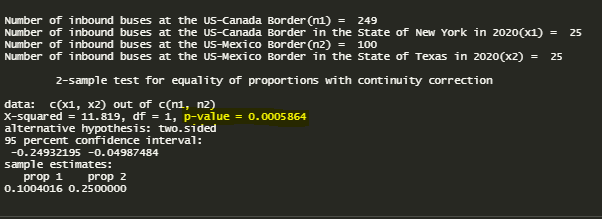 Number of inbound buses at the US-Canada Border(n1) =  249
Number of inbound buses at the US-Canada Border in the State of New York in 2020(x1) =  25
Number of inbound buses at the US-Mexico Border(n2) =  100
Number of inbound buses at the US-Mexico Border in the State of Texas in 2020(x2) =  25
2-sample test for equality of proportions with continuity correction
data:  c(x1, x2) out of c(n1, n2)
X-squared = 11.819, df = 1, p-value = 0.0005864
alternative hypothesis: two.sided
95 percent confidence interval:
-0.24932195 -0.04987484
sample estimates:
prop 1    prop 2
0.1004016 0.2500000